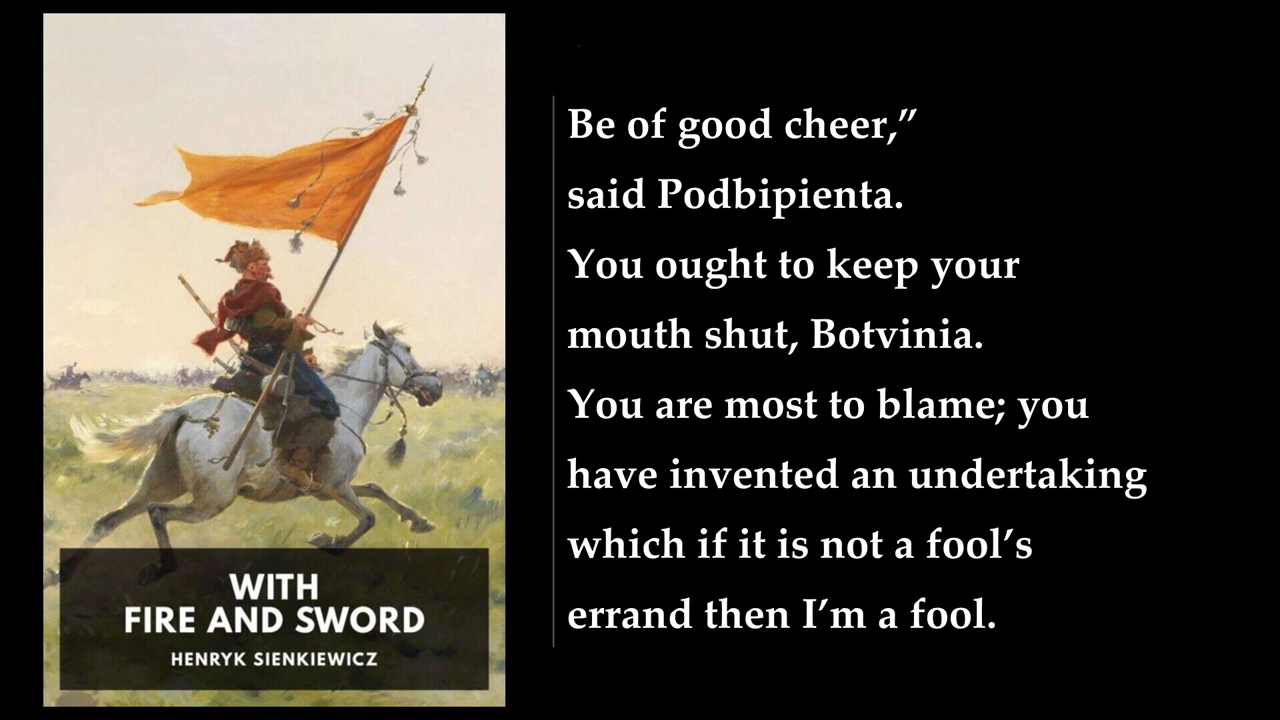 WITH
FIRE AND SWORD
HENRYK SIENKIEWICZ
Be of good cheer,”
said Podbipienta.
You ought to keep your
mouth shut, Botvinia.
You are most to blame; you
have invented an undertaking
which if it is not a fool’s
errand then I’m a fool.